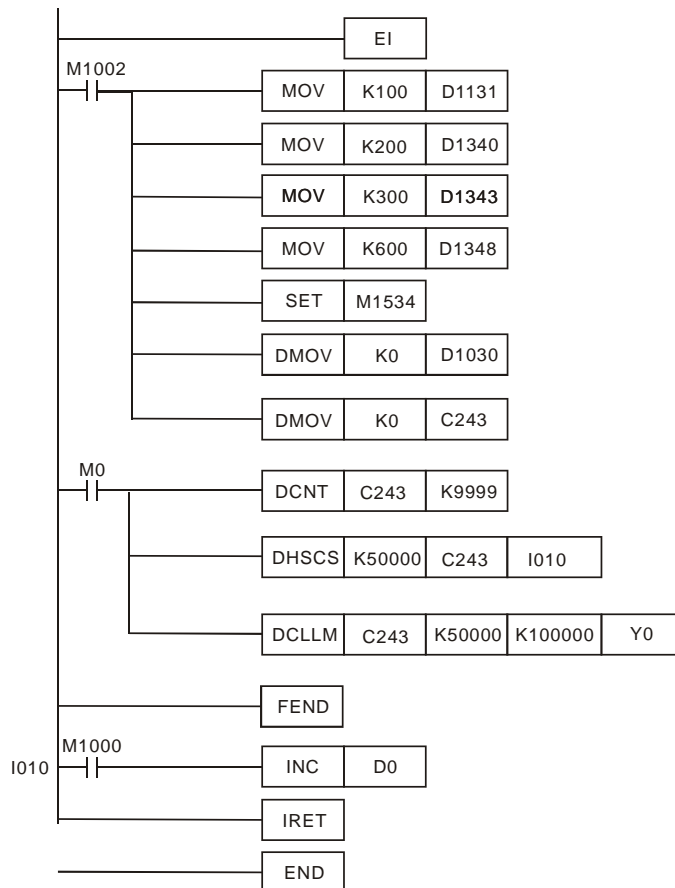 EI
M1002
MOV K100 D1131
MOV K200 D1340
MOV K300 D1343
MOV K600 D1348
SET M1534
DMOV K0 D1030
DMOV K0 C243
M0
DCNT C243 K9999
DHSCS K50000 C243 I010
DCLLM C243 K50000 K100000 Y0
FEND
M1000
I010 INC D0
IRET
END